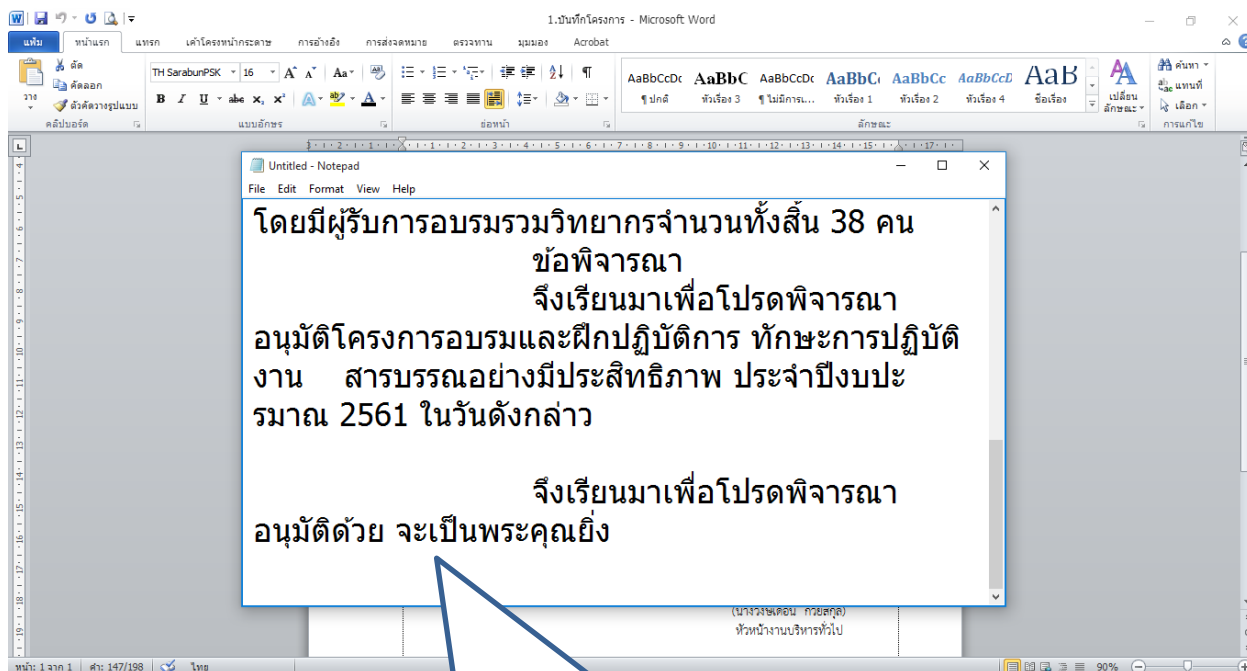 1.บันทึกโครงการ - Microsoft Word
แฟ้ม หน้าแรก แทรก เค้าโครงหน้ากระดาษ การอ้างอิง การส่งจดหมาย ตรวจทาน มุมมอง Acrobat
วาง
ตัด
คัดลอก
ตัวคัดวางรูปแบบ
คลิปบอร์ด
TH SarabunPSK 16
แบบอักษร
ย่อหน้า
AaBbCcDc AaBbC AaBbCcDc AaBbCc AaBbCc AaBbCcD AaB
¶ ปกติ หัวเรื่อง 3 ¶ ไม่มีการเ... หัวเรื่อง 1 หัวเรื่อง 2 หัวเรื่อง 4 ชื่อเรื่อง
เปลี่ยน
ลักษณะ
ลักษณะ
ค้นหา
แทนที่
เลือก
การแก้ไข
Untitled - Notepad
File Edit Format View Help
โดยมีผู้รับการอบรมรวมวิทยากรจำนวนทั้งสิ้น 38 คน
ข้อพิจารณา
จึงเรียนมาเพื่อโปรดพิจารณา
อนุมัติโครงการอบรมและฝึกปฏิบัติการ ทักษะการปฏิบัติ
งาน สารบรรณอย่างมีประสิทธิภาพ ประจำปีงบประ
รมาณ 2561 ในวันดังกล่าว
จึงเรียนมาเพื่อโปรดพิจารณา
อนุมัติด้วย จะเป็นพระคุณยิ่ง
หัวหน้างานบริหารทั่วไป
หน้า: 1 จาก 1 คำ: 147/198 ไทย 90%